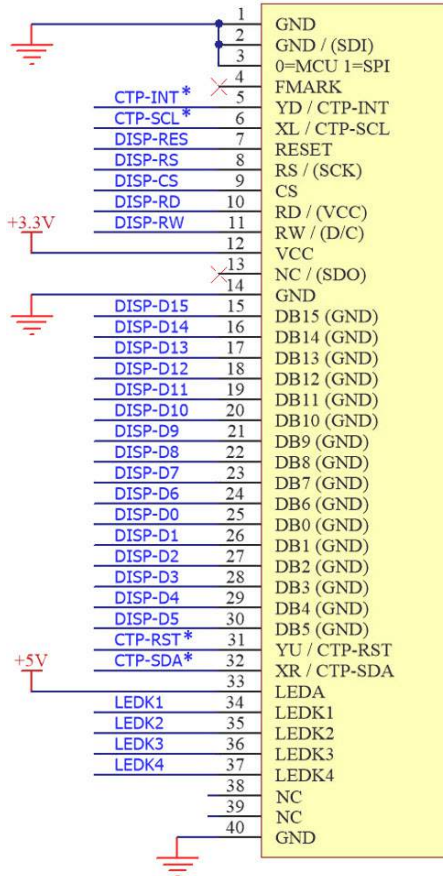 1 GND
2 GND / (SDI)
3 0=MCU 1=SPI
4 FMARK
CTP-INT* 5 YD / CTP-INT
CTP-SCL* 6 XL / CTP-SCL
DISP-RES 7 RESET
DISP-RS 8 RS / (SCK)
DISP-CS 9 CS
DISP-RD 10 RD / (VCC)
DISP-RW 11 RW / (D/C)
+3.3V 12 VCC
13 NC / (SDO)
14 GND
DISP-D15 15 DB15 (GND)
DISP-D14 16 DB14 (GND)
DISP-D13 17 DB13 (GND)
DISP-D12 18 DB12 (GND)
DISP-D11 19 DB11 (GND)
DISP-D10 20 DB10 (GND)
DISP-D9 21 DB9 (GND)
DISP-D8 22 DB8 (GND)
DISP-D7 23 DB7 (GND)
DISP-D6 24 DB6 (GND)
DISP-D0 25 DB0 (GND)
DISP-D1 26 DB1 (GND)
DISP-D2 27 DB2 (GND)
DISP-D3 28 DB3 (GND)
DISP-D4 29 DB4 (GND)
DISP-D5 30 DB5 (GND)
CTP-RST* 31 YU / CTP-RST
CTP-SDA* 32 XR / CTP-SDA
+5V 33 LEDA
LEDK1 34 LEDK1
LEDK2 35 LEDK2
LEDK3 36 LEDK3
LEDK4 37 LEDK4
38 NC
39 NC
40 GND